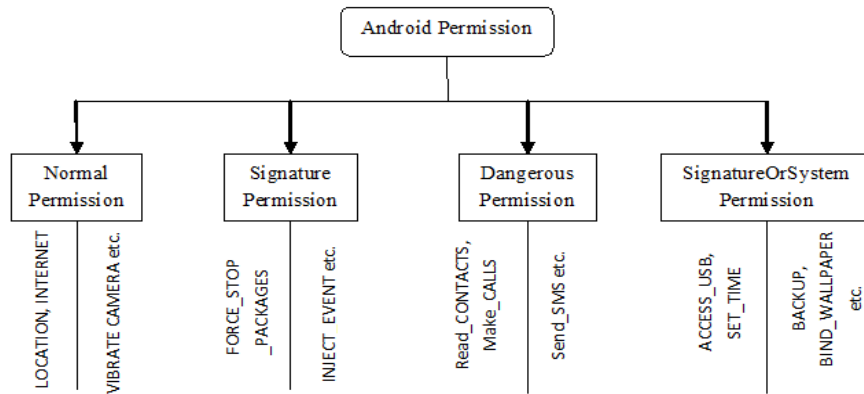 Android Permission
Normal
Permission
Signature
Permission
Dangerous
Permission
SignatureOrSystem
Permission
LOCATION, INTERNET
VIBRATE CAMERA etc.
FORCE_STOP
_PACKAGES
INJECT_EVENT etc.
Read_CONTACTS,
Make_CALLS
Send_SMS etc.
ACCESS_USB,
SET_TIME
BACKUP,
BIND_WALLPAPER
etc.